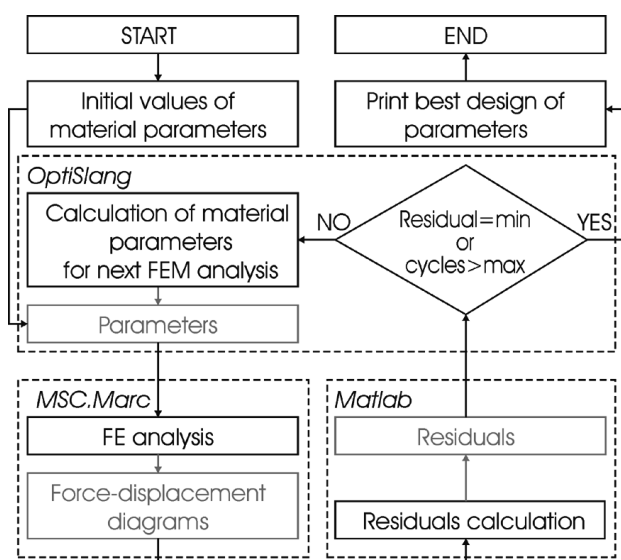 START
Initial values of
material parameters
END
Print best design of
parameters
OptiSlang
Calculation of material
parameters
for next FEM analysis
Parameters
NO
Residual=min
or
cycles>max
YES
MSC.Marc
FE analysis
Force-displacement
diagrams
Matlab
Residuals
Residuals calculation